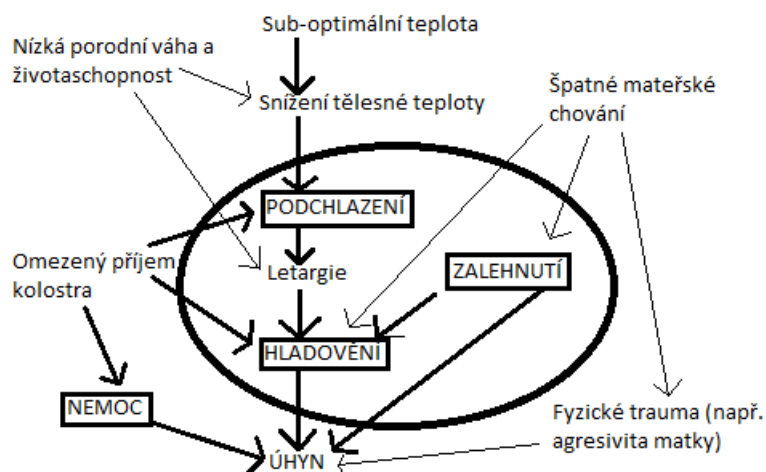 Sub-optimální teplota
Nízká porodní váha a
životaschopnost
Snížení tělesné teploty
Špatné mateřské
chování
PODCHLAZENÍ
Omezený příjem
kolostra
Letargie
ZALEHNUTÍ
HLADOVĚNÍ
NEMOC
Fyzické trauma (např.
agresivita matky)
ÚHYN